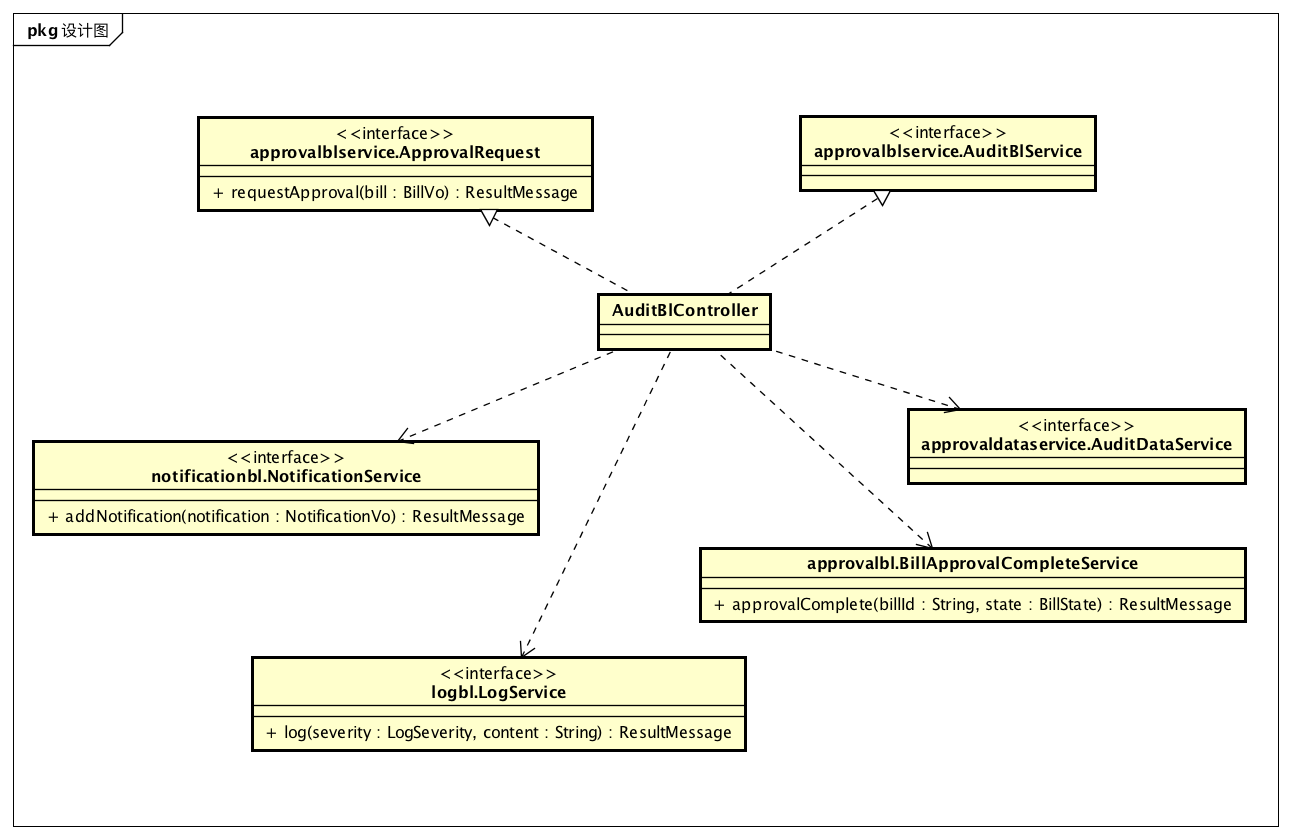 pkg 设计图
<<interface>>
approvalblservice.ApprovalRequest
+ requestApproval(bill : BillVo) : ResultMessage
<<interface>>
approvalblservice.AuditBlService
AuditBlController
<<interface>>
approvaldataservice.AuditDataService
<<interface>>
notificationbl.NotificationService
+ addNotification(notification : NotificationVo) : ResultMessage
approvalbl.BillApprovalCompleteService
+ approvalComplete(billId : String, state : BillState) : ResultMessage
<<interface>>
logbl.LogService
+ log(severity : LogSeverity, content : String) : ResultMessage